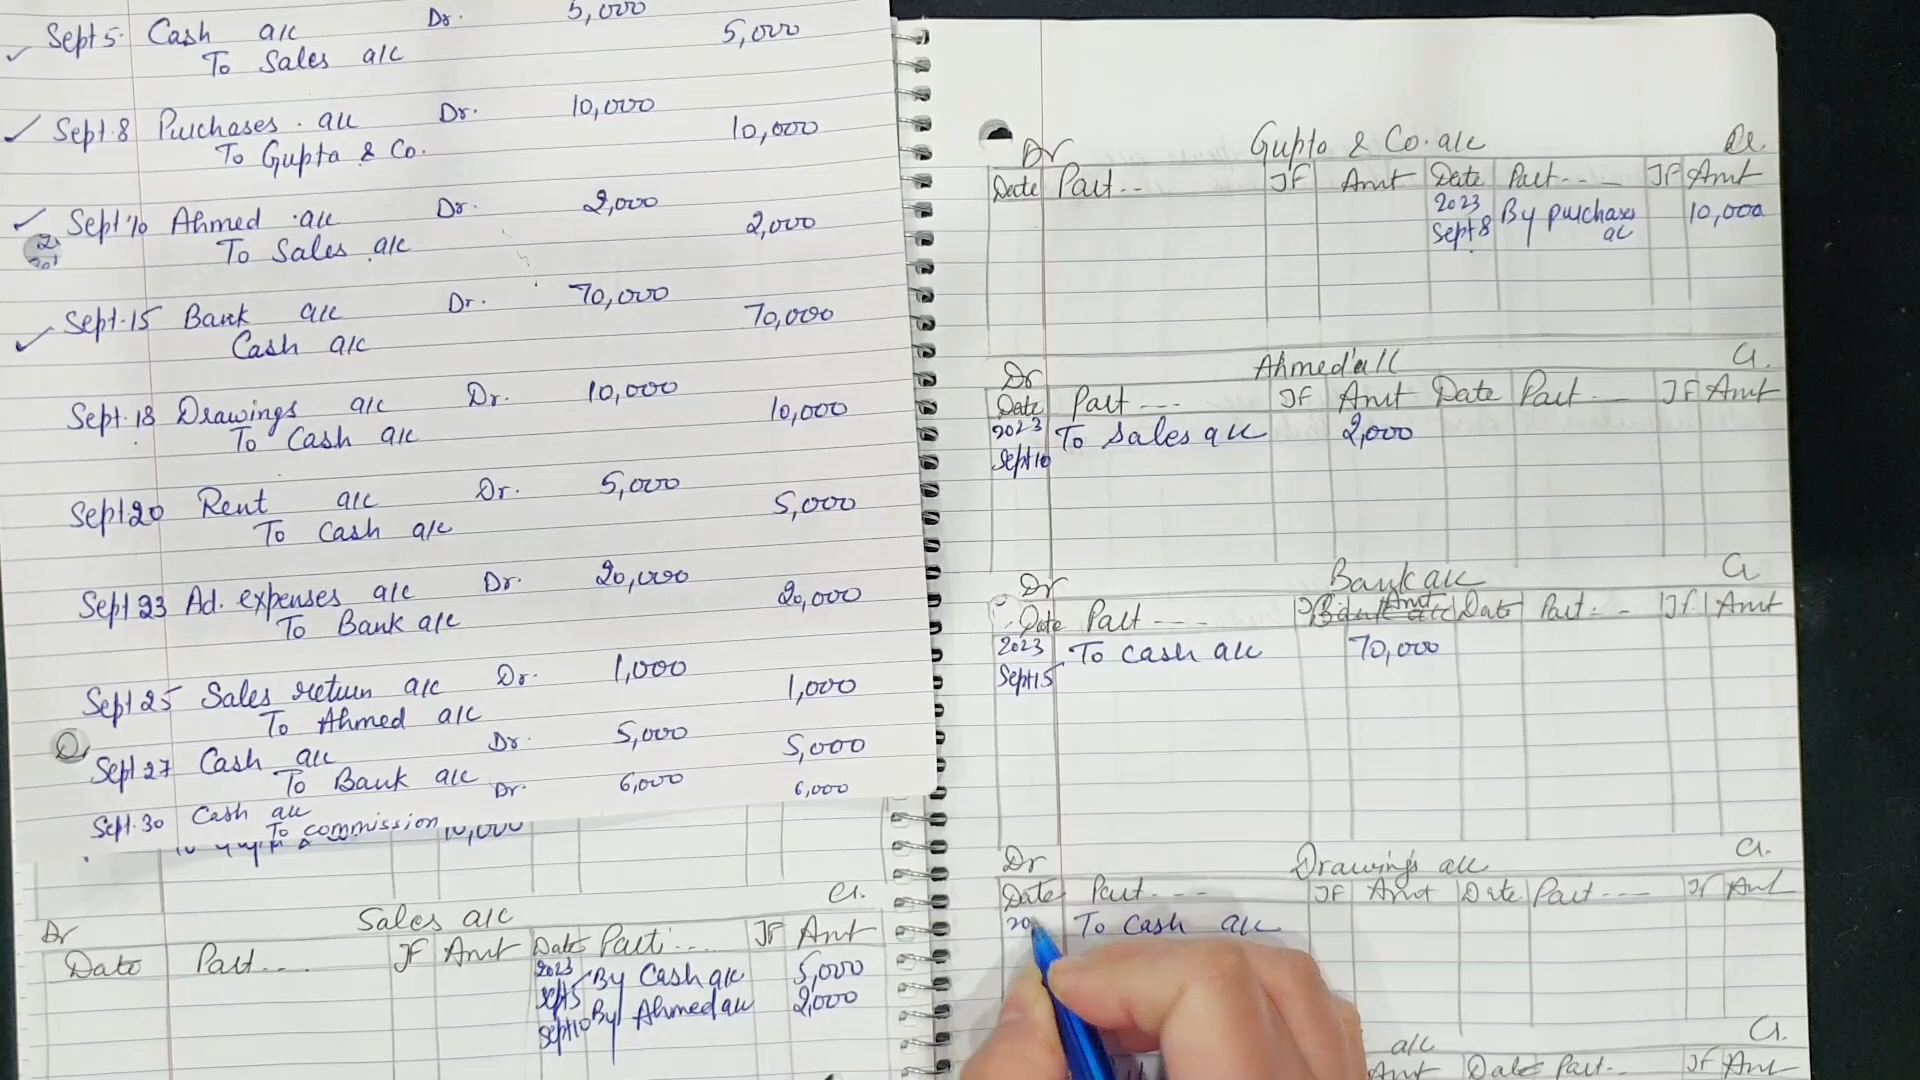 Sept 5 Cash a/c Dr. 5,000
To Sales a/c 5,000
Sept. 8 Purchases. a/c Dr. 10,000
To Gupta & Co. 10,000
Sept 10 Ahmed a/c Dr. 2,000
To Sales a/c 2,000
Sept. 15 Bank a/c Dr. 70,000
Cash a/c 70,000
Sept. 18 Drawings a/c Dr. 10,000
To Cash a/c 10,000
Sept 20 Rent a/c Dr. 5,000
To Cash a/c 5,000
Sept 23 Ad. expenses a/c Dr. 20,000
To Bank a/c 20,000
Sept 25 Sales return a/c Dr. 1,000
To Ahmed a/c 1,000
Sept 27 Cash a/c Dr. 5,000
To Bank a/c 5,000
Sept. 30 Cash a/c Dr. 6,000
To commission 6,000
10,000
Sales a/c
Dr Cr.
Date Part.... JF Amt Date Parti.... JF Amt
2023
Sept 5 By Cash a/c 5,000
Sept 10 By Ahmed a/c 2,000
Gupta & Co. a/c
Dr Cr.
Date Part.. JF Amt Date Part... JF Amt
2023
Sept 8 By purchases a/c 10,000
Ahmed a/c
Dr Cr.
Date Part --- JF Amt Date Part... JF Amt
2023 To Sales a/c 2,000
Sept 10
Bank a/c
Dr Cr
Date Part --- Amt Date Part.. JF Amt
2023 To cash a/c 70,000
Sept 15
Drawings a/c
Dr Cr.
Date Part --- JF Amt Date Part --- JF Amt
20 To Cash a/c
a/c Cr.
Amt Date Part.. JF Amt